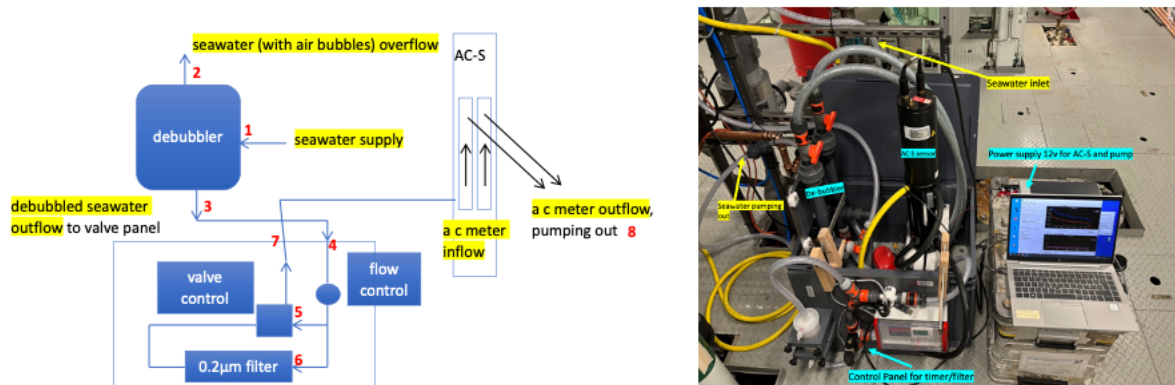 seawater (with air bubbles) overflow
2
AC-S
debubbler
1
seawater supply
3
debubbled seawater
outflow to valve panel
7
4
a c meter
inflow
a c meter outflow,
pumping out 8
valve
control
flow
control
5
6
0.2µm filter
Seawater inlet
AC-S sensor
Power supply 12v for AC-S and pump
De-bubbler
Seawater pumping
out
Control Panel for timer/filter